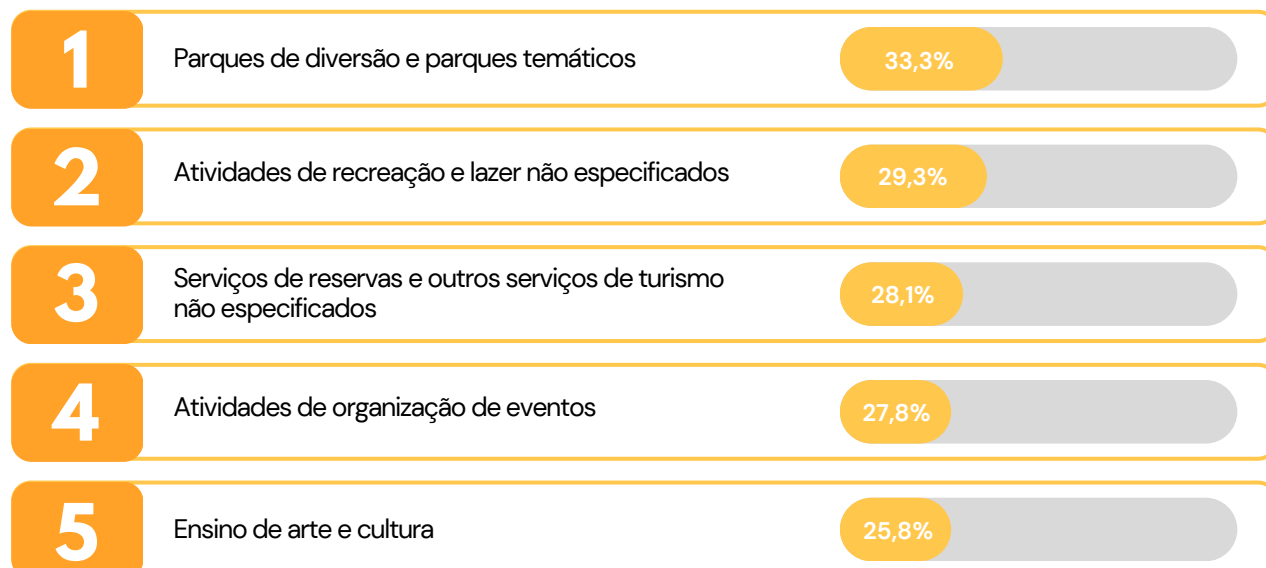 1
Parques de diversão e parques temáticos
33,3%
2
Atividades de recreação e lazer não especificados
29,3%
3
Serviços de reservas e outros serviços de turismo
não especificados
28,1%
4
Atividades de organização de eventos
27,8%
5
Ensino de arte e cultura
25,8%